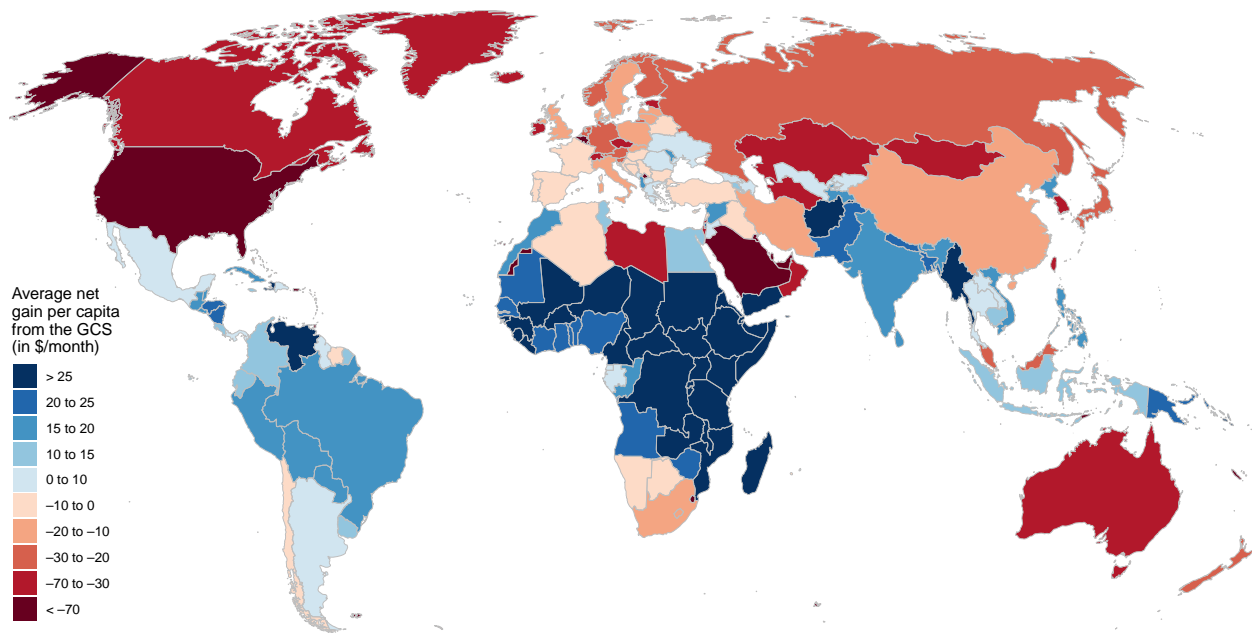 Average net
gain per capita
from the GCS
(in $/month)
> 25
20 to 25
15 to 20
10 to 15
0 to 10
–10 to 0
–20 to –10
–30 to –20
–70 to –30
< –70